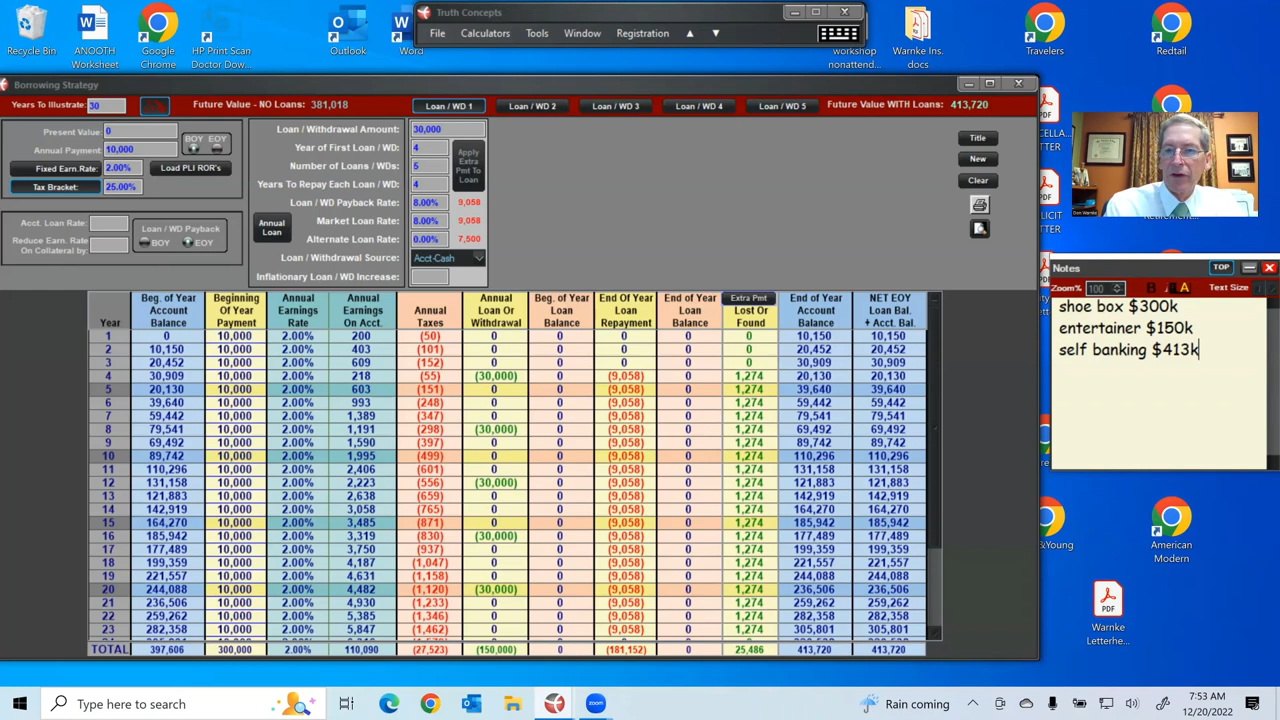 Truth Concepts
File Calculators Tools Window Registration ▲ ▼
Recycle Bin
ANOOTH Worksheet
Google Chrome
HP Print Scan Doctor Dow...
Outlook
Word
workshop nonattend...
Warnke Ins. docs
Travelers
Redtail
Borrowing Strategy
Years To Illustrate: 30
Future Value - NO Loans: 381,018
Loan / WD 1 Loan / WD 2 Loan / WD 3 Loan / WD 4 Loan / WD 5
Future Value WITH Loans: 413,720
Present Value: 0
Annual Payment: 10,000
BOY EOY
Fixed Earn.Rate: 2.00% Load PLI ROR's
Tax Bracket: 25.00%
Acct. Loan Rate:
Reduce Earn. Rate On Collateral by:
Loan / WD Payback
BOY EOY
Annual Loan
Loan / Withdrawal Amount: 30,000
Year of First Loan / WD: 4
Number of Loans / WDs: 5
Years To Repay Each Loan / WD: 4
Loan / WD Payback Rate: 8.00% 9,058
Market Loan Rate: 8.00% 9,058
Alternate Loan Rate: 0.00% 7,500
Loan / Withdrawal Source: Acct-Cash
Inflationary Loan / WD Increase:
Apply Extra Pmt To Loan
Title
New
Clear
Don Warnke
Notes TOP
Zoom% 100 B A Text Size
shoe box $300k
entertainer $150k
self banking $413k
Year | Beg. of Year Account Balance | Beginning Of Year Payment | Annual Earnings Rate | Annual Earnings On Acct. | Annual Taxes | Annual Loan Or Withdrawal | Beg. of Year Loan Balance | End Of Year Loan Repayment | End of Year Loan Balance | Extra Pmt Lost Or Found | End of Year Account Balance | NET EOY Loan Bal. + Acct. Bal.
1 0 10,000 2.00% 200 (50) 0 0 0 0 0 10,150 10,150
2 10,150 10,000 2.00% 403 (101) 0 0 0 0 0 20,452 20,452
3 20,452 10,000 2.00% 609 (152) 0 0 0 0 0 30,909 30,909
4 30,909 10,000 2.00% 218 (55) (30,000) 0 (9,058) 0 1,274 20,130 20,130
5 20,130 10,000 2.00% 603 (151) 0 0 (9,058) 0 1,274 39,640 39,640
6 39,640 10,000 2.00% 993 (248) 0 0 (9,058) 0 1,274 59,442 59,442
7 59,442 10,000 2.00% 1,389 (347) 0 0 (9,058) 0 1,274 79,541 79,541
8 79,541 10,000 2.00% 1,191 (298) (30,000) 0 (9,058) 0 1,274 69,492 69,492
9 69,492 10,000 2.00% 1,590 (397) 0 0 (9,058) 0 1,274 89,742 89,742
10 89,742 10,000 2.00% 1,995 (499) 0 0 (9,058) 0 1,274 110,296 110,296
11 110,296 10,000 2.00% 2,406 (601) 0 0 (9,058) 0 1,274 131,158 131,158
12 131,158 10,000 2.00% 2,223 (556) (30,000) 0 (9,058) 0 1,274 121,883 121,883
13 121,883 10,000 2.00% 2,638 (659) 0 0 (9,058) 0 1,274 142,919 142,919
14 142,919 10,000 2.00% 3,058 (765) 0 0 (9,058) 0 1,274 164,270 164,270
15 164,270 10,000 2.00% 3,485 (871) 0 0 (9,058) 0 1,274 185,942 185,942
16 185,942 10,000 2.00% 3,319 (830) (30,000) 0 (9,058) 0 1,274 177,489 177,489
17 177,489 10,000 2.00% 3,750 (937) 0 0 (9,058) 0 1,274 199,359 199,359
18 199,359 10,000 2.00% 4,187 (1,047) 0 0 (9,058) 0 1,274 221,557 221,557
19 221,557 10,000 2.00% 4,631 (1,158) 0 0 (9,058) 0 1,274 244,088 244,088
20 244,088 10,000 2.00% 4,482 (1,120) (30,000) 0 (9,058) 0 1,274 236,506 236,506
21 236,506 10,000 2.00% 4,930 (1,233) 0 0 (9,058) 0 1,274 259,262 259,262
22 259,262 10,000 2.00% 5,385 (1,346) 0 0 (9,058) 0 1,274 282,358 282,358
23 282,358 10,000 2.00% 5,847 (1,462) 0 0 (9,058) 0 1,274 305,801 305,801
TOTAL 397,606 300,000 2.00% 110,090 (27,523) (150,000) 0 (181,152) 0 25,486 413,720 413,720
&Young
American Modern
PDF
Warnke Letterhe...
Type here to search
Rain coming
7:53 AM
12/20/2022